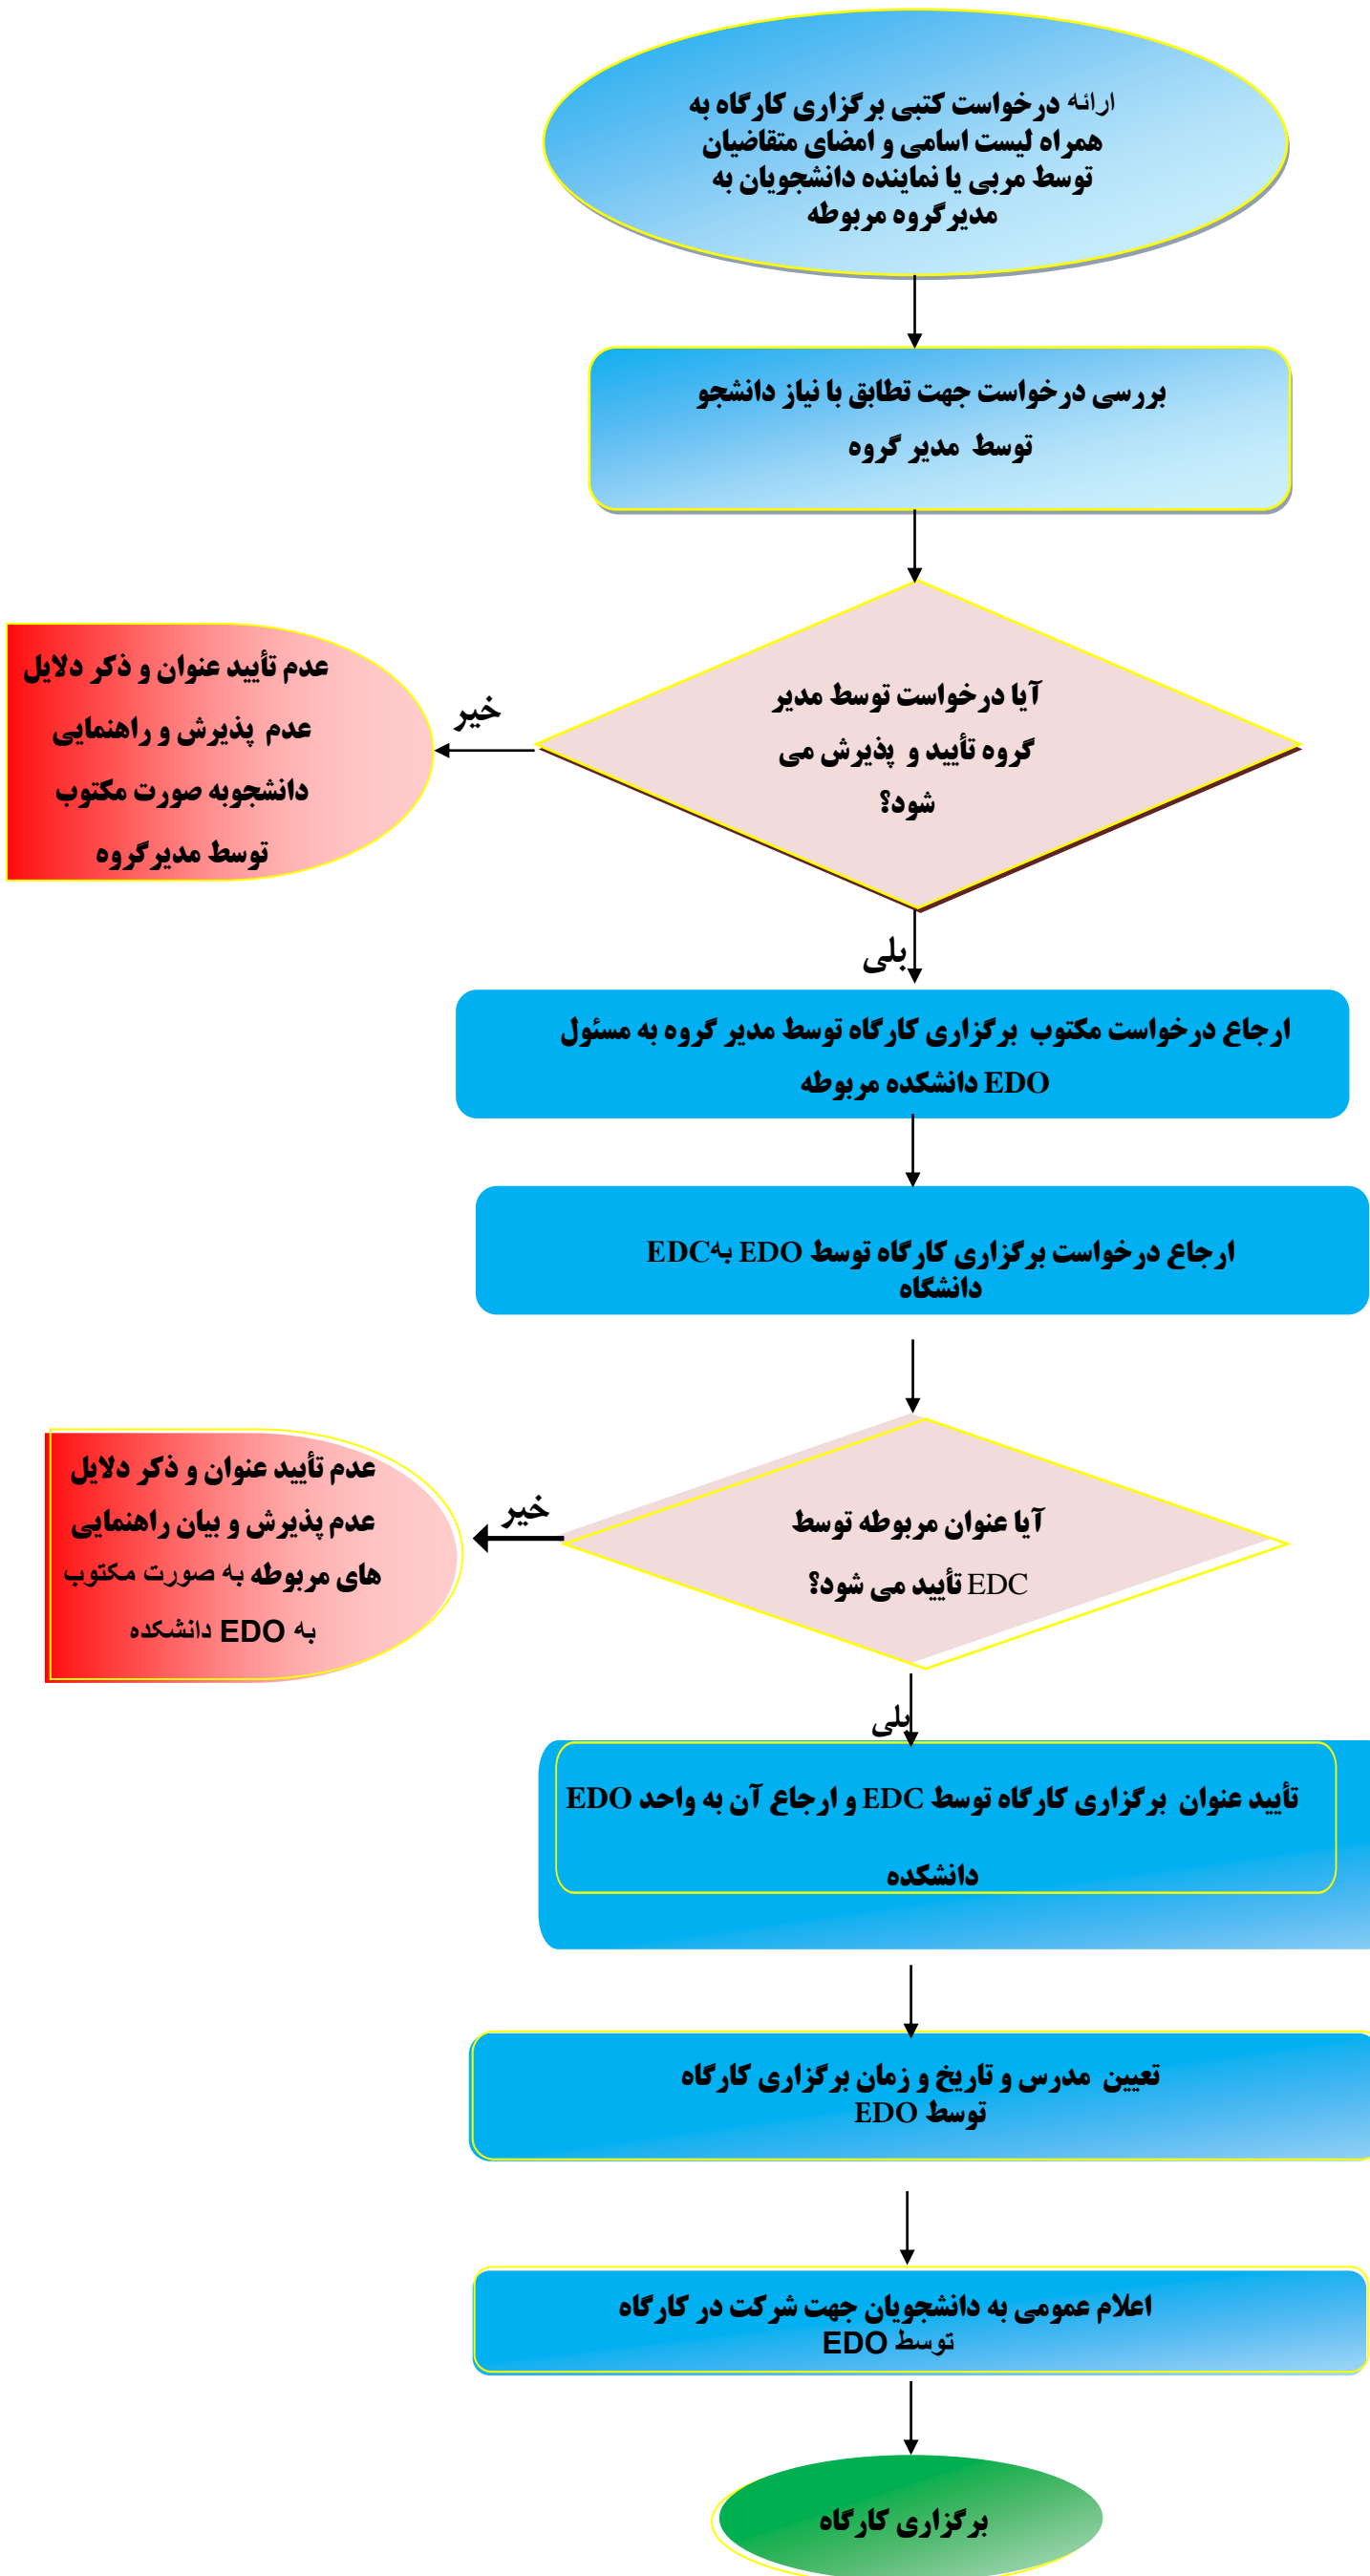 ارائه درخواست کتبی برگزاری کارگاه به
همراه لیست اسامی و امضای متقاضیان
توسط مربی یا نماینده دانشجویان به
مدیرگروه مربوطه
بررسی درخواست جهت تطابق با نیاز دانشجو
توسط مدیر گروه
آیا درخواست توسط مدیر
گروه تأیید و پذیرش می
شود؟
خیر
عدم تأیید عنوان و ذکر دلایل
عدم پذیرش و راهنمایی
دانشجوبه صورت مکتوب
توسط مدیرگروه
بلی
ارجاع درخواست مکتوب برگزاری کارگاه توسط مدیر گروه به مسئول
EDO دانشکده مربوطه
ارجاع درخواست برگزاری کارگاه توسط EDO بهEDC
دانشگاه
آیا عنوان مربوطه توسط
EDC تأیید می شود؟
خیر
عدم تأیید عنوان و ذکر دلایل
عدم پذیرش و بیان راهنمایی
های مربوطه به صورت مکتوب
به EDO دانشکده
بلی
تأیید عنوان برگزاری کارگاه توسط EDC و ارجاع آن به واحد EDO
دانشکده
تعیین مدرس و تاریخ و زمان برگزاری کارگاه
توسط EDO
اعلام عمومی به دانشجویان جهت شرکت در کارگاه
توسط EDO
برگزاری کارگاه